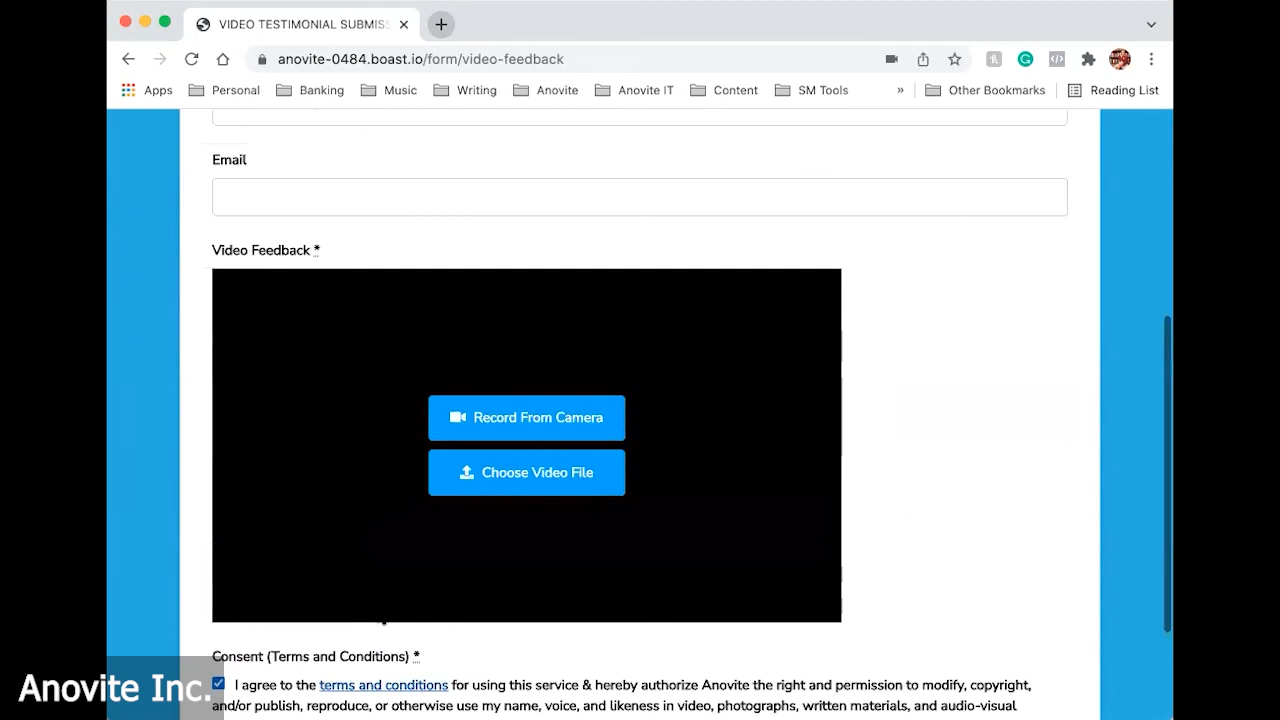 VIDEO TESTIMONIAL SUBMIS
anovite-0484.boast.io/form/video-feedback
Apps Personal Banking Music Writing Anovite Anovite IT Content SM Tools » Other Bookmarks Reading List
Email
Video Feedback *
Record From Camera
Choose Video File
Consent (Terms and Conditions) *
I agree to the terms and conditions for using this service & hereby authorize Anovite the right and permission to modify, copyright,
and/or publish, reproduce, or otherwise use my name, voice, and likeness in video, photographs, written materials, and audio-visual
Anovite Inc.